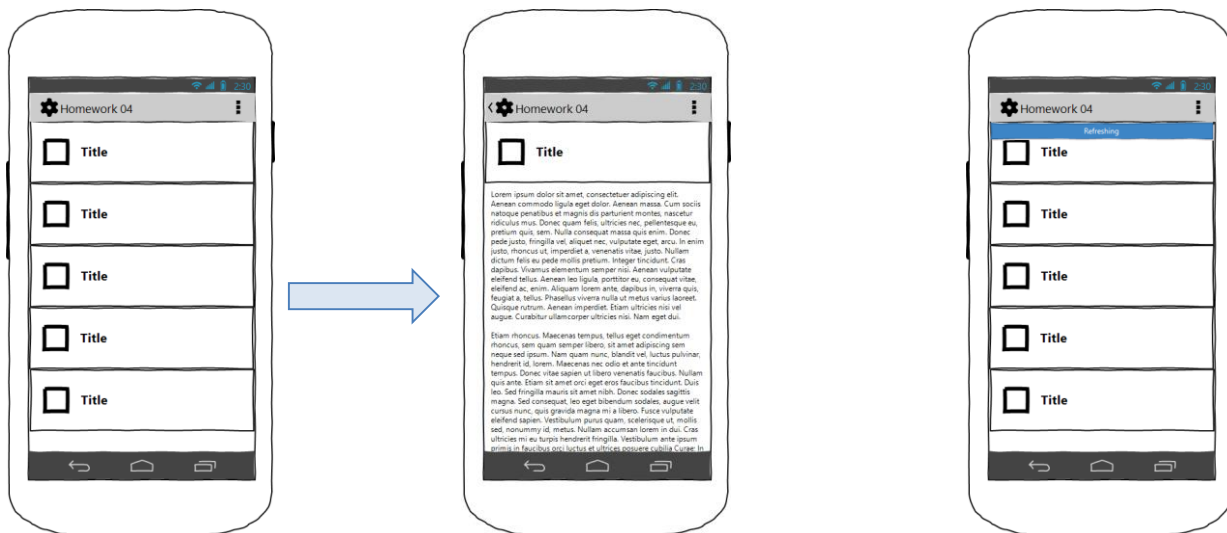 2:30
Homework 04
Title
Title
Title
Title
Title
2:30
Homework 04
Title
Lorem ipsum dolor sit amet, consectetuer adipiscing elit.
Aenean commodo ligula eget dolor. Aenean massa. Cum sociis
natoque penatibus et magnis dis parturient montes, nascetur
ridiculus mus. Donec quam felis, ultricies nec, pellentesque eu,
pretium quis, sem. Nulla consequat massa quis enim. Donec
pede justo, fringilla vel, aliquet nec, vulputate eget, arcu. In enim
justo, rhoncus ut, imperdiet a, venenatis vitae, justo. Nullam
dictum felis eu pede mollis pretium. Integer tincidunt. Cras
dapibus. Vivamus elementum semper nisi. Aenean vulputate
eleifend tellus. Aenean leo ligula, porttitor eu, consequat vitae,
eleifend ac, enim. Aliquam lorem ante, dapibus in, viverra quis,
feugiat a, tellus. Phasellus viverra nulla ut metus varius laoreet.
Quisque rutrum. Aenean imperdiet. Etiam ultricies nisi vel
augue. Curabitur ullamcorper ultricies nisi. Nam eget dui.
Etiam rhoncus. Maecenas tempus, tellus eget condimentum
rhoncus, sem quam semper libero, sit amet adipiscing sem
neque sed ipsum. Nam quam nunc, blandit vel, luctus pulvinar,
hendrerit id, lorem. Maecenas nec odio et ante tincidunt
tempus. Donec vitae sapien ut libero venenatis faucibus. Nullam
quis ante. Etiam sit amet orci eget eros faucibus tincidunt. Duis
leo. Sed fringilla mauris sit amet nibh. Donec sodales sagittis
magna. Sed consequat, leo eget bibendum sodales, augue velit
cursus nunc, quis gravida magna mi a libero. Fusce vulputate
eleifend sapien. Vestibulum purus quam, scelerisque ut, mollis
sed, nonummy id, metus. Nullam accumsan lorem in dui. Cras
ultricies mi eu turpis hendrerit fringilla. Vestibulum ante ipsum
primis in faucibus orci luctus et ultrices posuere cubilia Curae; In
2:30
Homework 04
Refreshing
Title
Title
Title
Title
Title